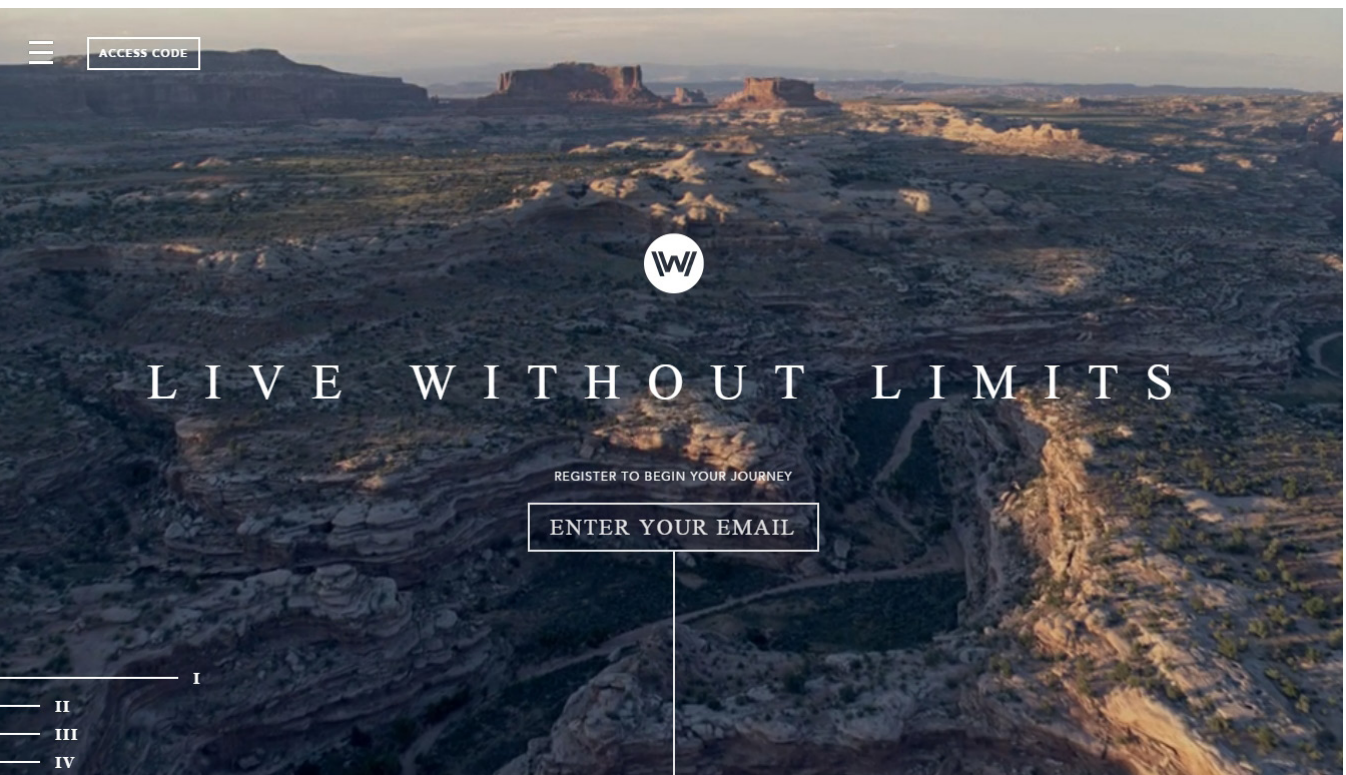 ACCESS CODE
W
LIVE WITHOUT LIMITS
REGISTER TO BEGIN YOUR JOURNEY
ENTER YOUR EMAIL
I
II
III
IV